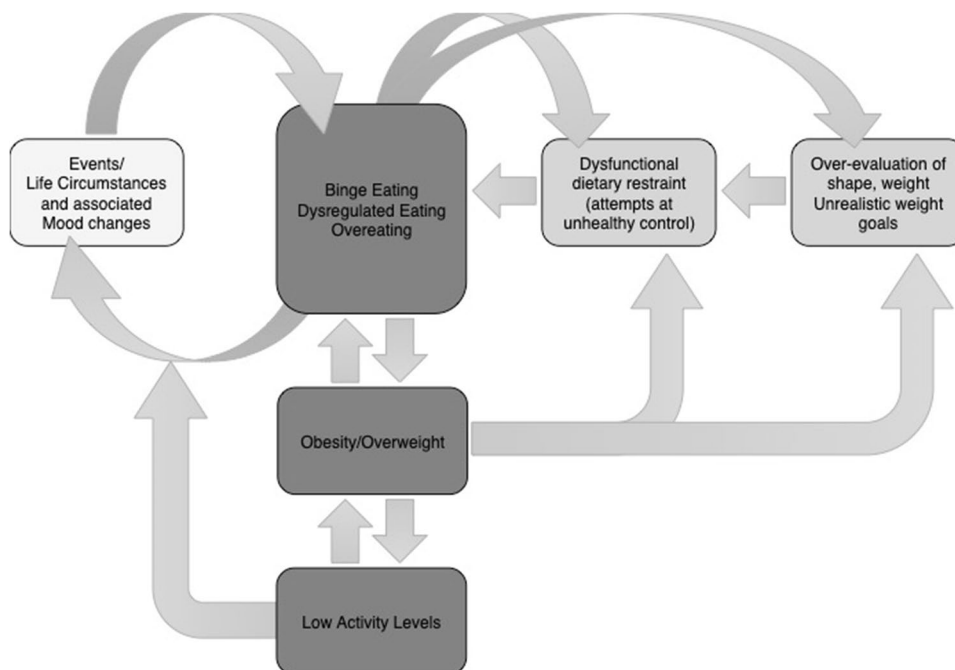 Events/
Life Circumstances
and associated
Mood changes
Binge Eating
Dysregulated Eating
Overeating
Dysfunctional
dietary restraint
(attempts at
unhealthy control)
Over-evaluation of
shape, weight
Unrealistic weight
goals
Obesity/Overweight
Low Activity Levels